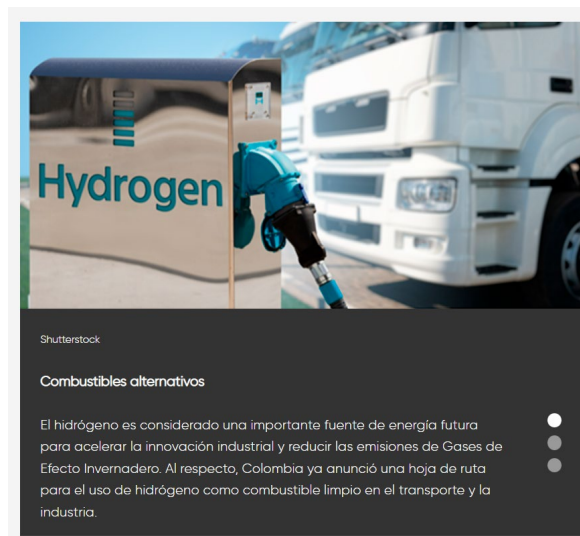 Hydrogen
Shutterstock
Combustibles alternativos
El hidrógeno es considerado una importante fuente de energía futura
para acelerar la innovación industrial y reducir las emisiones de Gases de
Efecto Invernadero. Al respecto, Colombia ya anunció una hoja de ruta
para el uso de hidrógeno como combustible limpio en el transporte y la
industria.